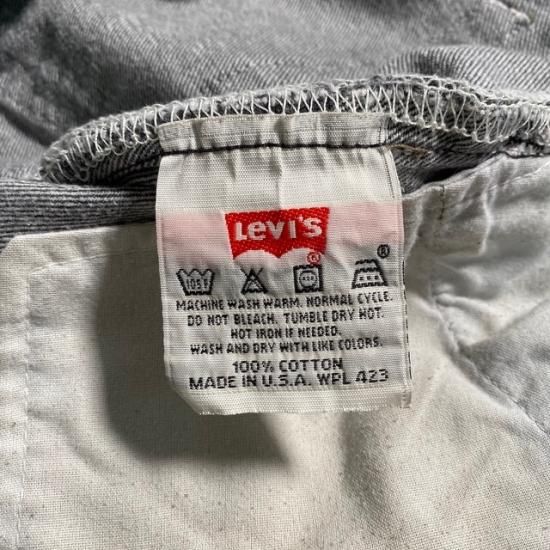 Levi's
®
105F ®
MACHINE WASH WARM. NORMAL CYCLE.
DO NOT BLEACH. TUMBLE DRY HOT.
HOT IRON IF NEEDED.
WASH AND DRY WITH LIKE COLORS.
100% COTTON
MADE IN U.S.A. WPL 423